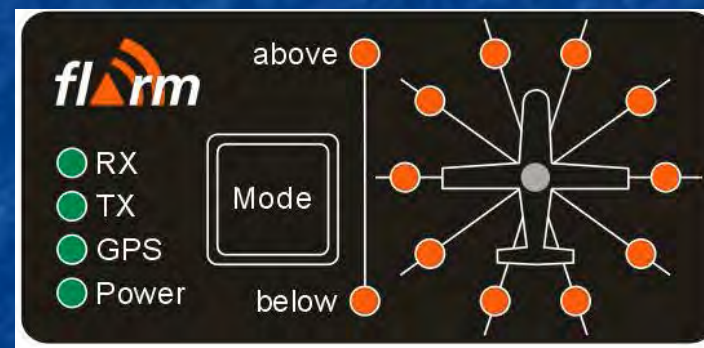 flarm
above
RX
TX
GPS
Power
Mode
below